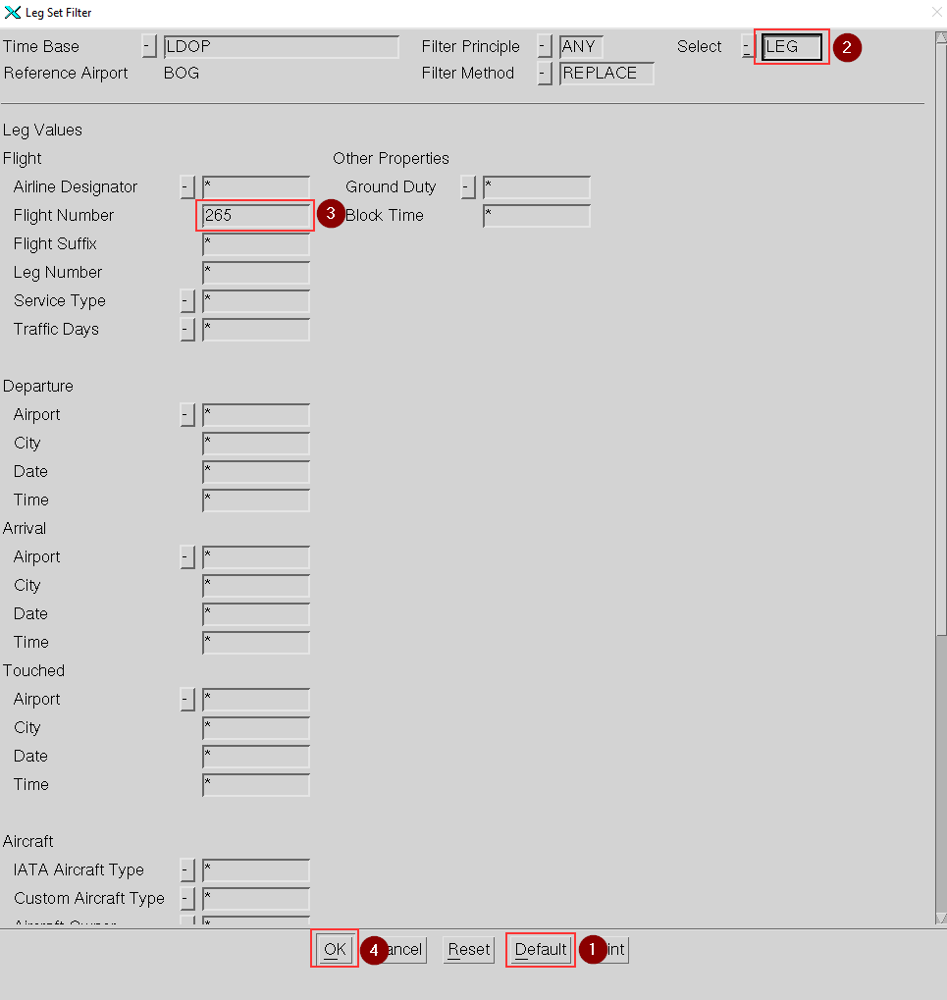 Leg Set Filter
Time Base - LDOP Filter Principle - ANY Select - LEG 2
Reference Airport BOG Filter Method - REPLACE
Leg Values
Flight Other Properties
Airline Designator - * Ground Duty - *
Flight Number 265 3 Block Time *
Flight Suffix *
Leg Number *
Service Type - *
Traffic Days - *
Departure
Airport - *
City *
Date *
Time *
Arrival
Airport - *
City *
Date *
Time *
Touched
Airport - *
City *
Date *
Time *
Aircraft
IATA Aircraft Type - *
Custom Aircraft Type - *
Aircraft Owner *
OK 4 ancel Reset Default 1 int